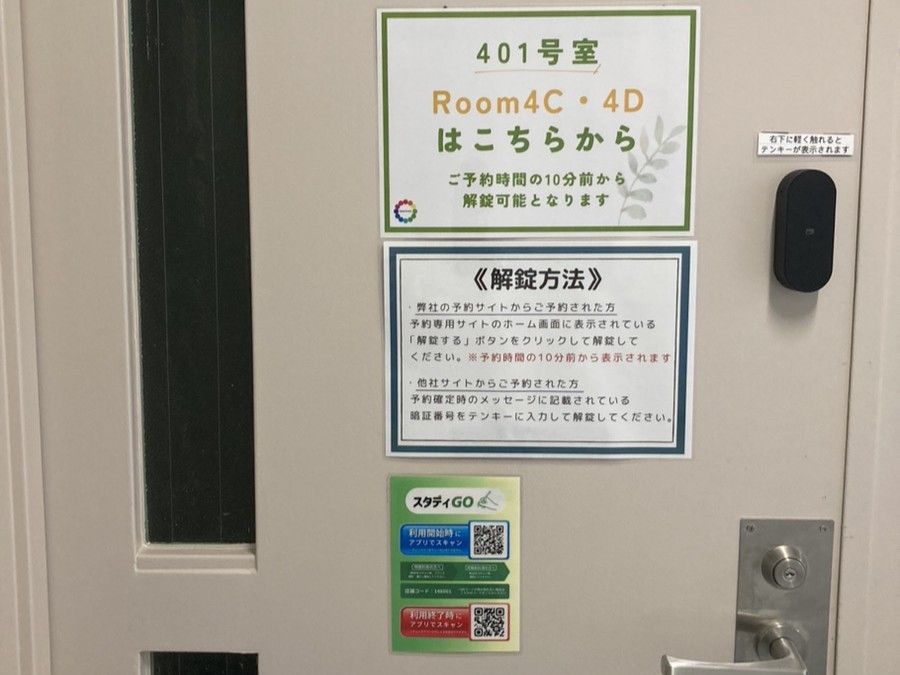 401号室
Room4C・4D
はこちらから
ご予約時間の10分前から
解錠可能となります
右下に軽く触れると
テンキーが表示されます
《解錠方法》
・弊社の予約サイトからご予約された方
予約専用サイトのホーム画面に表示されている
「解錠する」ボタンをクリックして解錠して
ください。※予約時間の10分前から表示されます
・他社サイトからご予約された方
予約確定時のメッセージに記載されている
暗証番号をテンキーに入力して解錠してください。
スタディGO
利用開始時に
アプリでスキャン
利用終了時に
アプリでスキャン